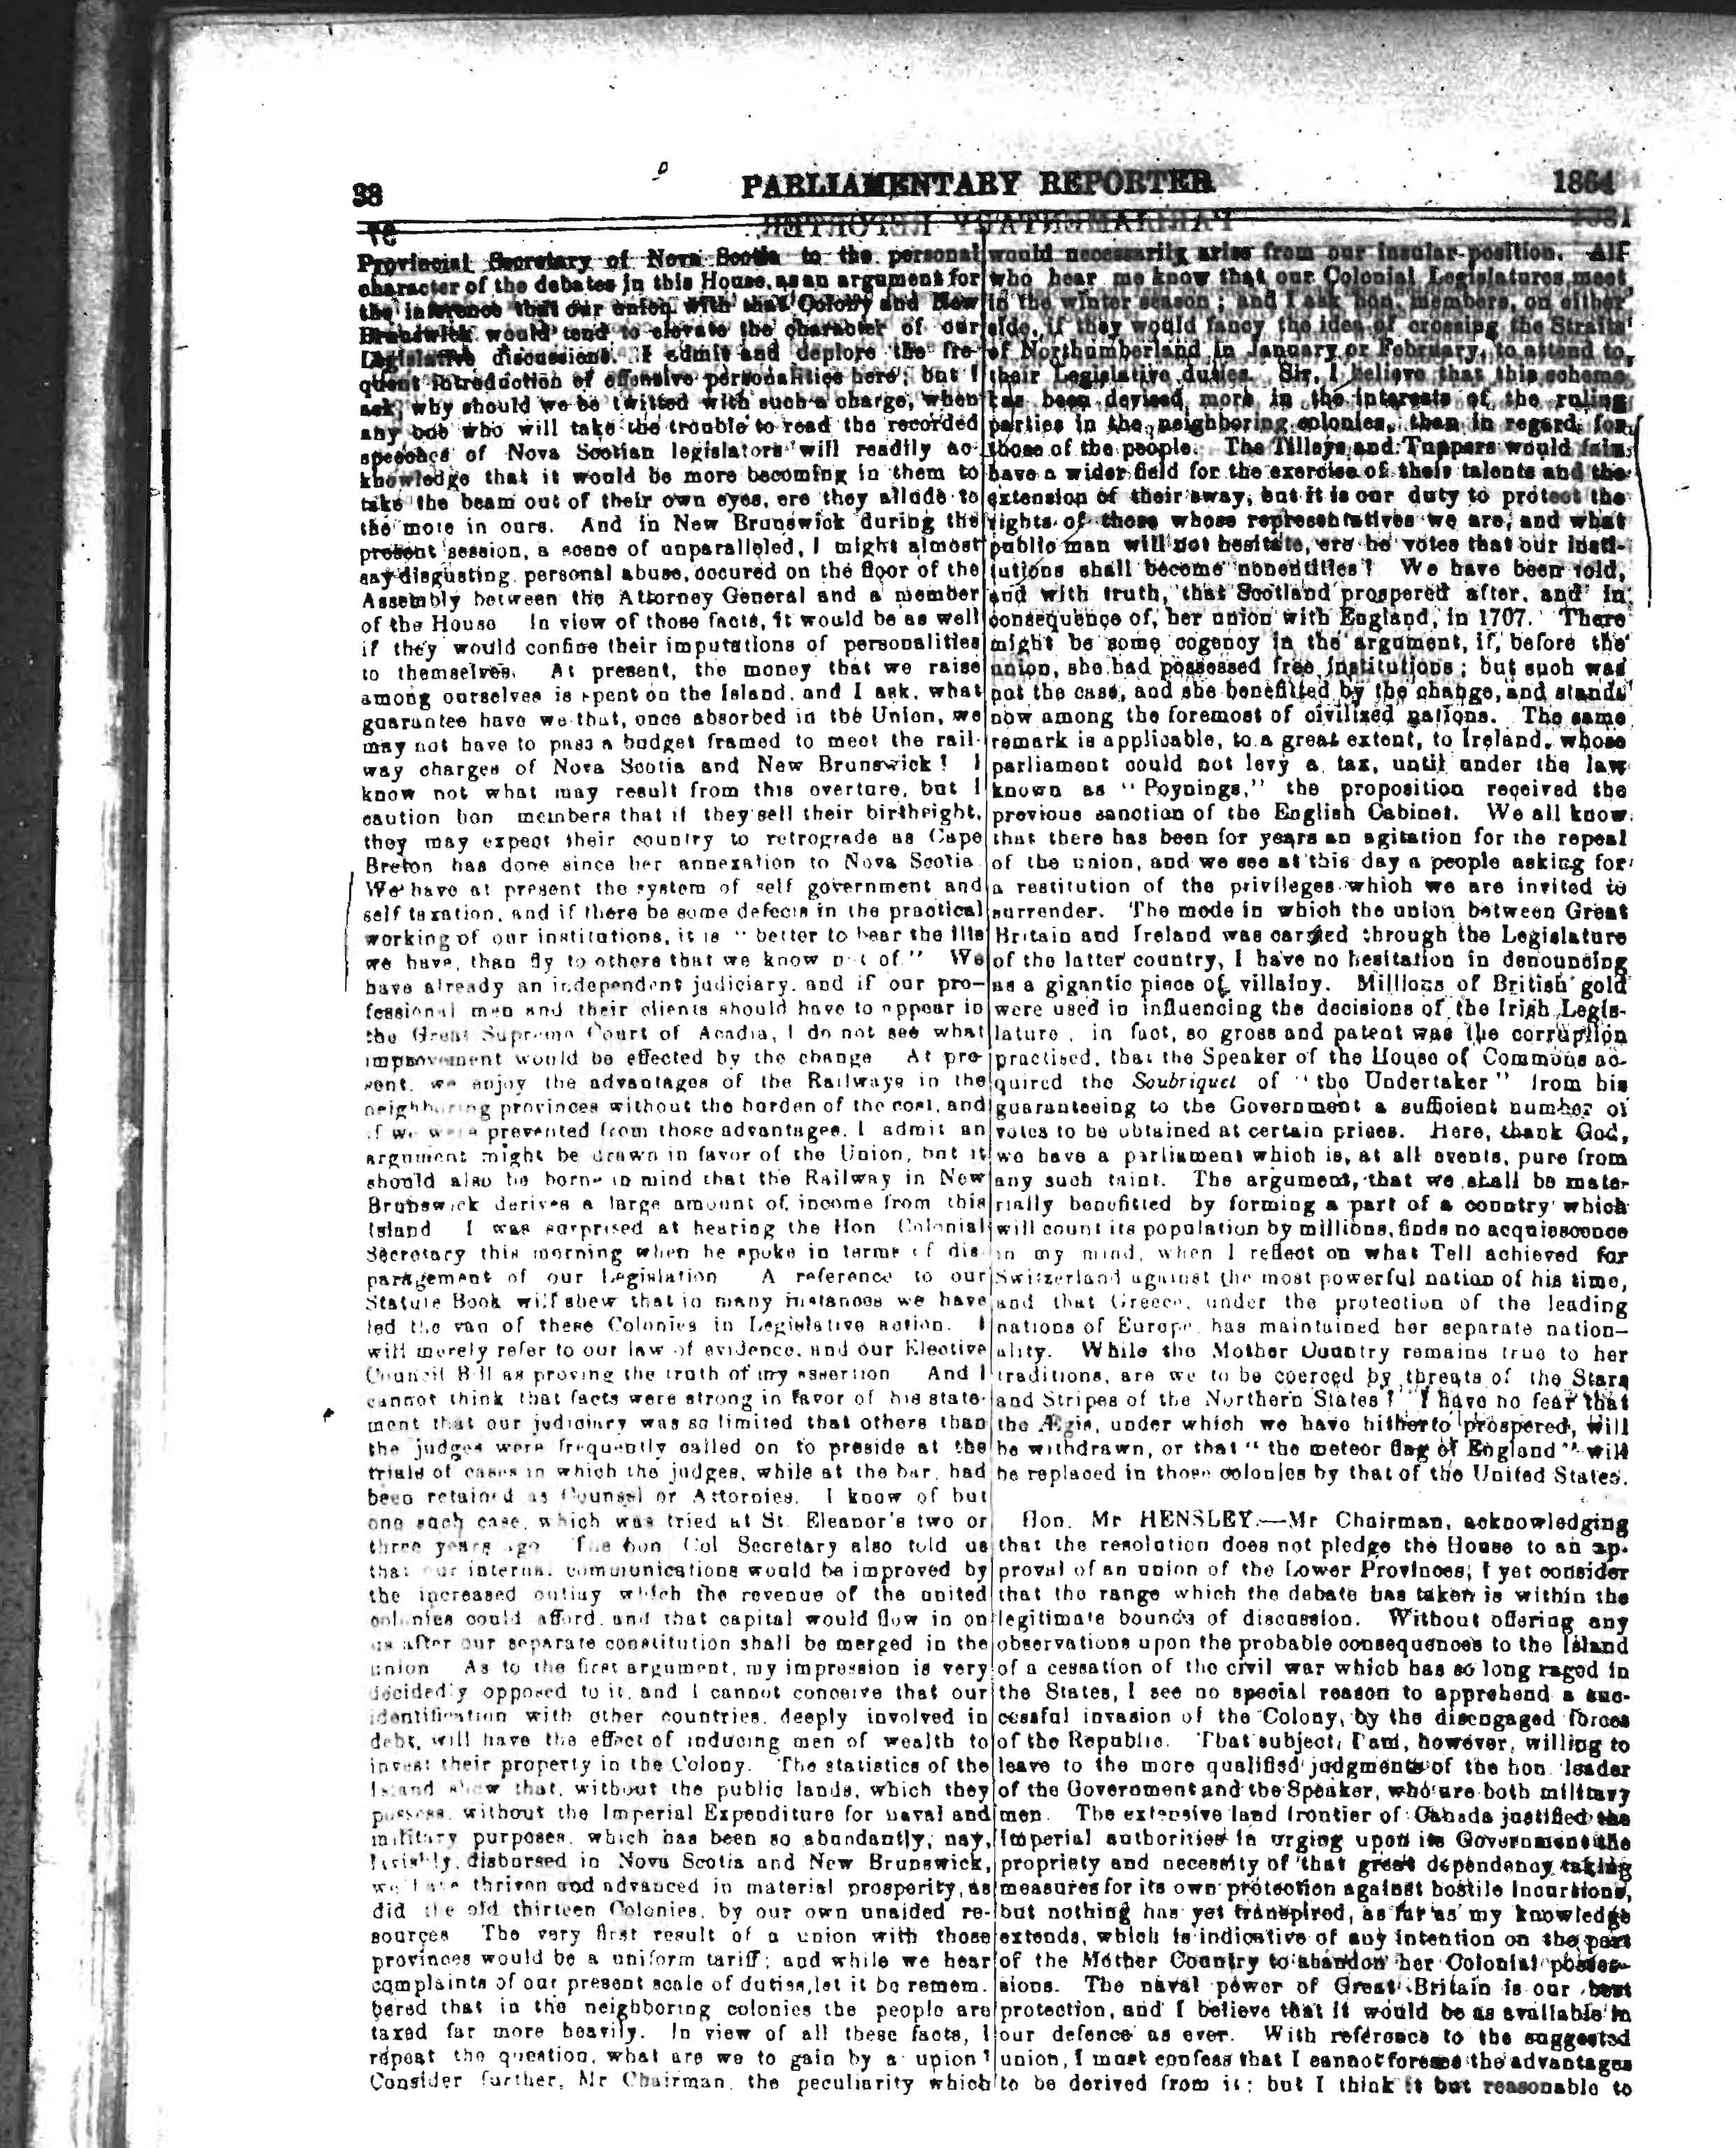 38
PARLIAMENTARY REPORTER
1864
Provincial Secretary of Nova Scotia to the personal
character of the debates in this House, as an argument for
the inference that our union with that Colony and New
Brunswick would tend to elevate the character of our
Legislative discussions. I admit and deplore the fre-
quent introduction of offensive personalities here; but I
ask, why should we be twitted with such a charge, when
any one who will take the trouble to read the recorded
speeches of Nova Scotian legislators will readily ac-
knowledge that it would be more becoming in them to
take the beam out of their own eyes, ere they allude to
the mote in ours. And in New Brunswick during the
present session, a scene of unparalleled, I might almost
say disgusting personal abuse, occured on the floor of the
Assembly between the Attorney General and a member
of the House In view of those facts, it would be as well
if they would confine their imputations of personalities
to themselves. At present, the money that we raise
among ourselves is spent on the Island, and I ask, what
guarantee have we that, once absorbed in the Union, we
may not have to pass a budget framed to meet the rail-
way charges of Nova Scotia and New Brunswick! I
know not what may result from this overture, but I
caution hon members that if they sell their birthright,
they may expect their country to retrograde as Cape
Breton has done since her annexation to Nova Scotia
We have at present the system of self government and
self taxation, and if there be some defects in the practical
working of our institutions, it is " better to bear the ills
we have, than fly to others that we know not of." We
have already an independent judiciary, and if our pro-
fessional men and their clients should have to appear in
the Great Supreme Court of Acadia, I do not see what
improvement would be effected by the change At pre-
sent, we enjoy the advantages of the Railways in the
neighboring provinces without the burden of the cost, and
if we were prevented from those advantages, I admit an
argument might be drawn in favor of the Union, but it
should also be borne in mind that the Railway in New
Brunswick derives a large amount of income from this
Island I was surprised at hearing the Hon Colonial
Secretary this morning when he spoke in terms of dis-
paragement of our Legislation A reference to our
Statute Book will shew that in many instances we have
led the van of these Colonies in Legislative action. I
will merely refer to our law of evidence, and our Elective
Council Bill as proving the truth of my assertion And I
cannot think that facts were strong in favor of his state-
ment that our judiciary was so limited that others than
the judges were frequently called on to preside at the
trials of cases in which the judges, while at the bar, had
been retained as Counsel or Attornies. I know of but
one such case, which was tried at St. Eleanor's two or
three years ago The hon Col Secretary also told us
that our internal communications would be improved by
the increased outlay which the revenue of the united
colonies could afford, and that capital would flow in on
us after our separate constitution shall be merged in the
union As to the first argument, my impression is very
decidedly opposed to it, and I cannot conceive that our
identification with other countries, deeply involved in
debt, will have the effect of inducing men of wealth to
invest their property in the Colony. The statistics of the
Island show that, without the public lands, which they
possess, without the Imperial Expenditure for naval and
military purposes, which has been so abundantly, nay,
lavishly, disbursed in Nova Scotia and New Brunswick,
we have thriven and advanced in material prosperity, as
did the old thirteen Colonies, by our own unaided re-
sources The very first result of a union with those
provinces would be a uniform tariff; and while we hear
complaints of our present scale of duties, let it be remem-
bered that in the neighboring colonies the people are
taxed far more heavily. In view of all these facts, I
repeat the question, what are we to gain by a union?
Consider further, Mr Chairman, the peculiarity which
would necessarily arise from our insular position. All
who hear me know that our Colonial Legislatures meet
in the winter season; and I ask hon. members, on either
side, if they would fancy the idea of crossing the Straits
of Northumberland in January or February, to attend to
their Legislative duties. Sir, I believe that this scheme
has been devised more in the interests of the ruling
parties in the neighboring colonies, than in regard for
those of the people. The Tilleys and Tuppers would fain
have a wider field for the exercise of their talents and the
extension of their sway, but it is our duty to protect the
rights of those whose representatives we are, and what
public man will not hesitate, ere he votes that our insti-
tutions shall become nonentities? We have been told,
and with truth, that Scotland prospered after, and in
consequence of, her union with England, in 1707. There
might be some cogency in the argument, if, before the
union, she had possessed free institutions; but such was
not the case, and she benefitted by the change, and stands
now among the foremost of civilized nations. The same
remark is applicable, to a great extent, to Ireland, whose
parliament could not levy a tax, until under the law
known as " Poynings," the proposition received the
previous sanction of the English Cabinet. We all know
that there has been for years an agitation for the repeal
of the union, and we see at this day a people asking for
a restitution of the privileges which we are invited to
surrender. The mode in which the union between Great
Britain and Ireland was carried through the Legislature
of the latter country, I have no hesitation in denouncing
as a gigantic piece of villainy. Millions of British gold
were used in influencing the decisions of the Irish Legis-
lature, in fact, so gross and patent was the corruption
practised, that the Speaker of the House of Commons ac-
quired the Soubriquet of " the Undertaker" from his
guaranteeing to the Government a sufficient number of
votes to be obtained at certain prices. Here, thank God,
we have a parliament which is, at all events, pure from
any such taint. The argument, that we shall be mate-
rially benefitted by forming a part of a country which
will count its population by millions, finds no acquiescence
in my mind, when I reflect on what Tell achieved for
Switzerland against the most powerful nation of his time,
and that Greece, under the protection of the leading
nations of Europe, has maintained her separate nation-
ality. While the Mother Country remains true to her
traditions, are we to be coerced by threats of the Stars
and Stripes of the Northern States! I have no fear that
the Ægis, under which we have hitherto prospered, will
be withdrawn, or that " the meteor flag of England " will
be replaced in those colonies by that of the United States.
Hon. Mr HENSLEY.—Mr Chairman, acknowledging
that the resolution does not pledge the House to an ap-
proval of an union of the Lower Provinces, I yet consider
that the range which the debate has taken is within the
legitimate bounds of discussion. Without offering any
observations upon the probable consequences to the Island
of a cessation of the civil war which has so long raged in
the States, I see no special reason to apprehend a suc-
cessful invasion of the Colony, by the disengaged forces
of the Republic. That subject, I am, however, willing to
leave to the more qualified judgments of the hon. leader
of the Government and the Speaker, who are both military
men. The extensive land frontier of Canada justified the
Imperial authorities in urging upon its Government the
propriety and necessity of that great dependency taking
measures for its own protection against hostile incursions,
but nothing has yet transpired, as far as my knowledge
extends, which is indicative of any intention on the part
of the Mother Country to abandon her Colonial posses-
sions. The naval power of Great Britain is our best
protection, and I believe that it would be as available in
our defence as ever. With reference to the suggested
union, I must confess that I cannot foresee the advantages
to be derived from it; but I think it but reasonable to